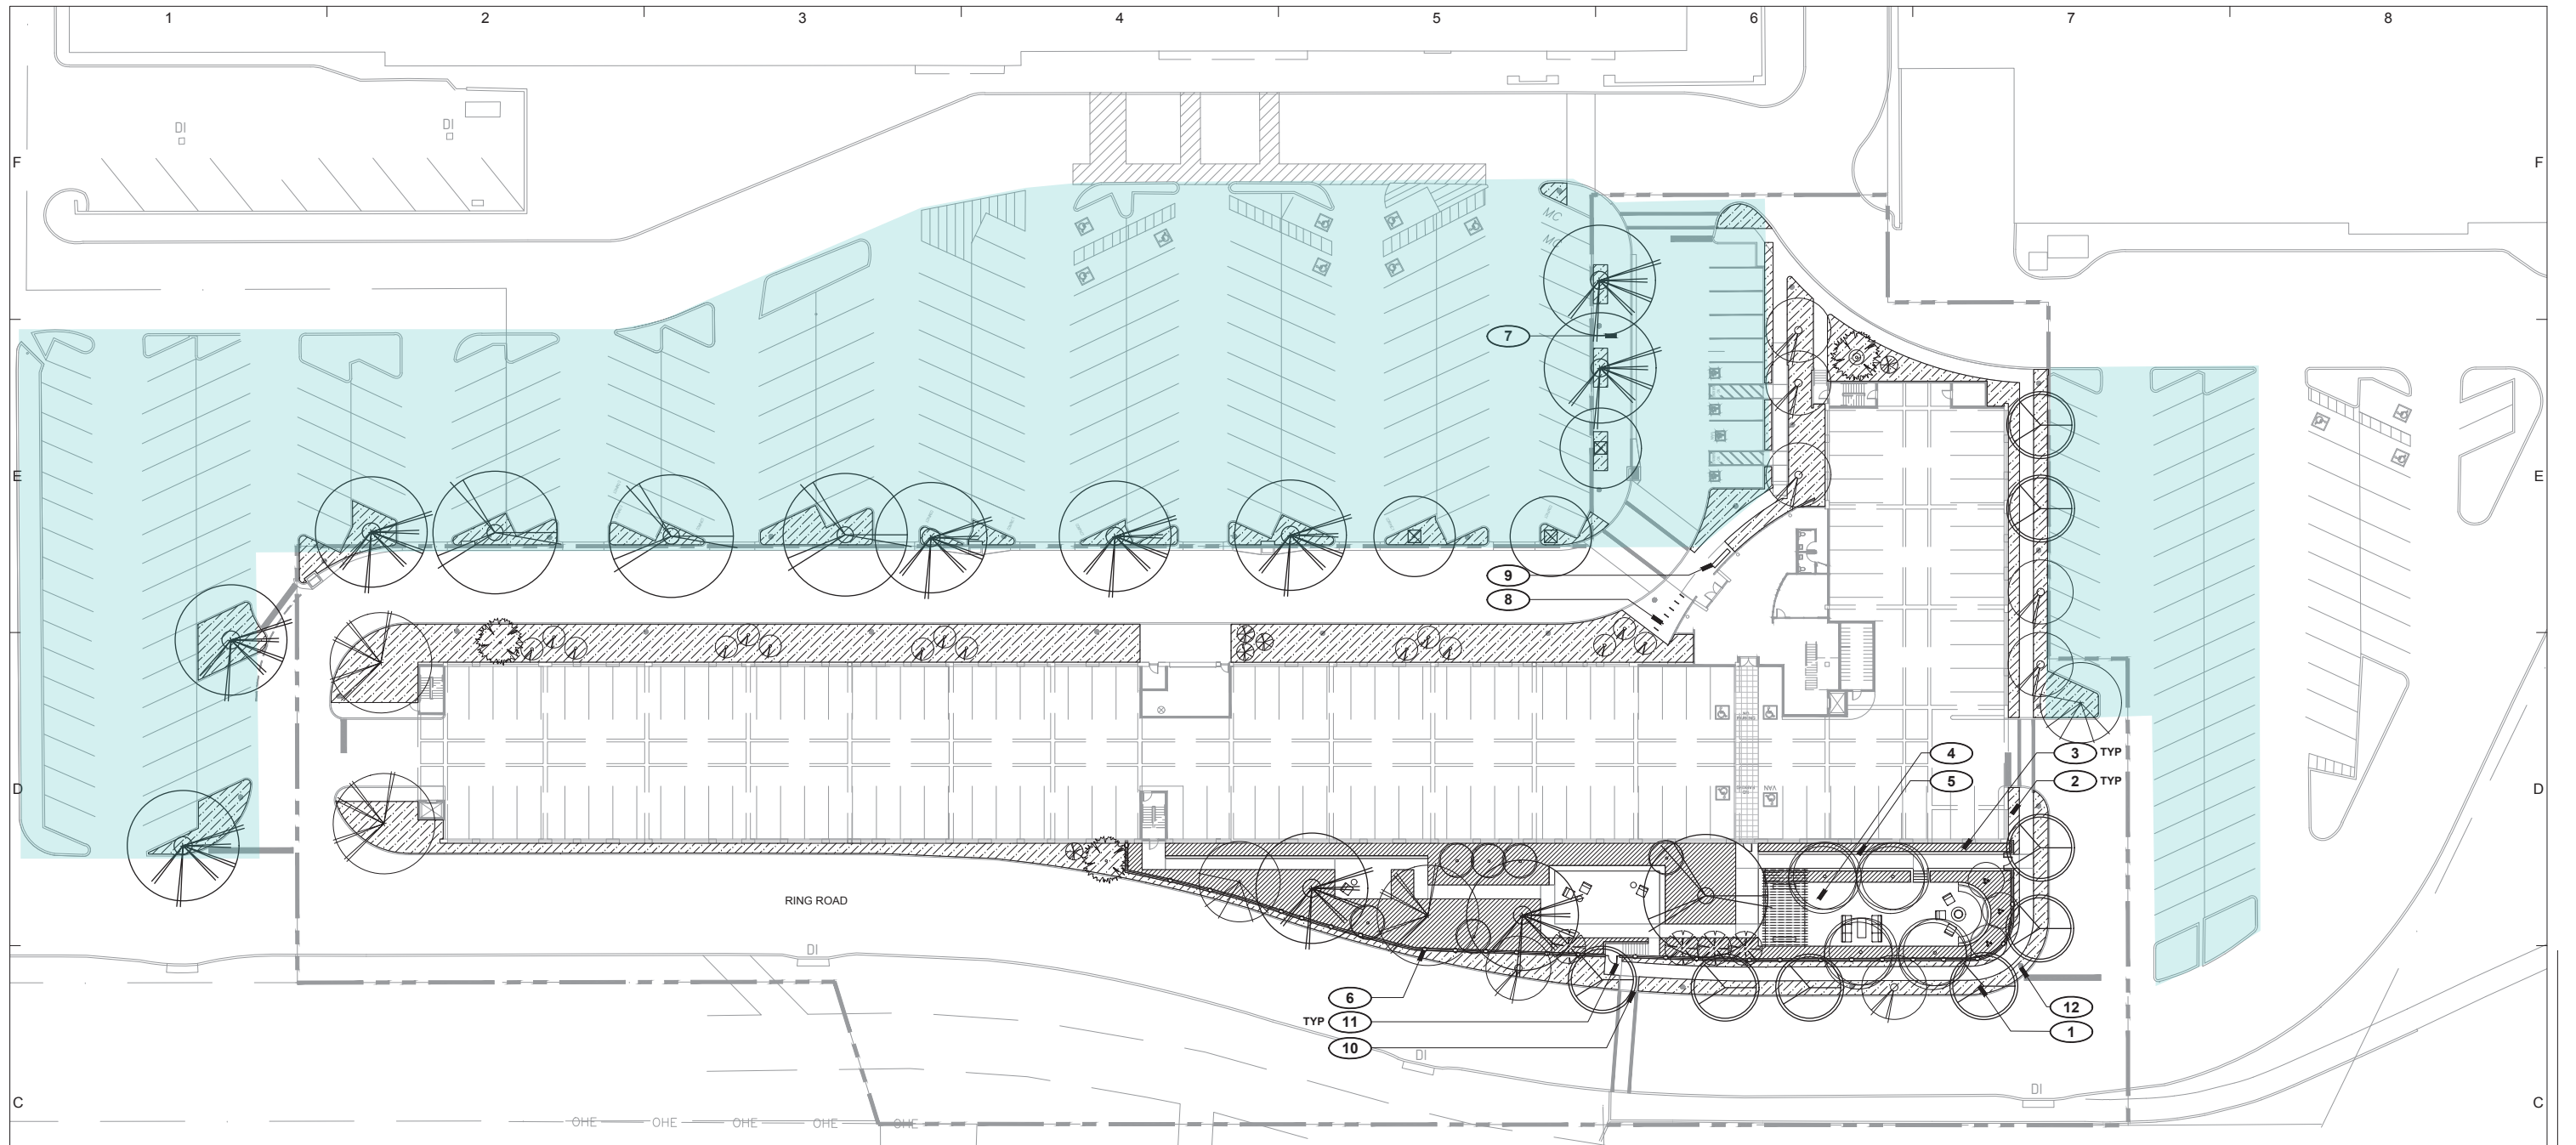 1 2 3 4 5 6 7 8
DI
DI
F F
MC
MC
7
E E
9
8
4 3 TYP
5 2 TYP
D D
VAN
RING ROAD
DI
6
12
TYP 11
1
10
DI
DI
C C
OHE OHE OHE OHE OHE